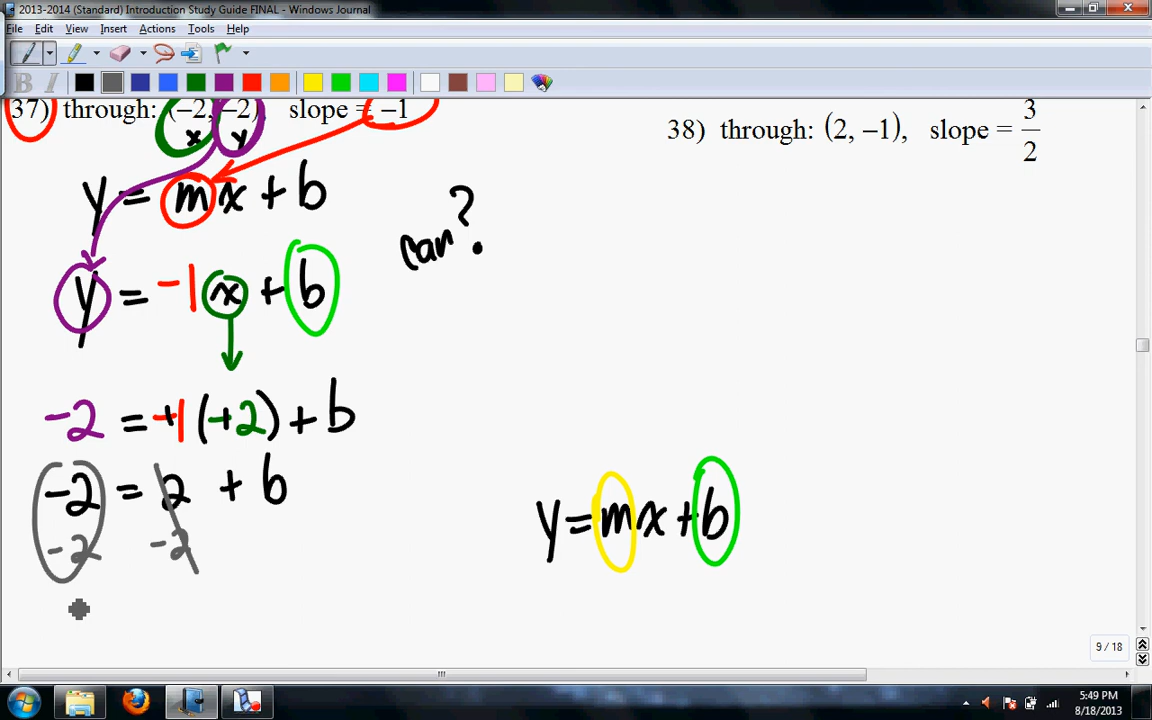 2013-2014 (Standard) Introduction Study Guide FINAL - Windows Journal
File Edit View Insert Actions Tools Help
B I
37) through: (–2, –2), slope = –1
x y
38) through: (2, –1), slope = 3/2
y = mx + b
can?
y = -1x + b
-2 = +1(+2) + b
-2 = 2 + b
-2 -2
y = mx + b
9 / 18
5:49 PM
8/18/2013